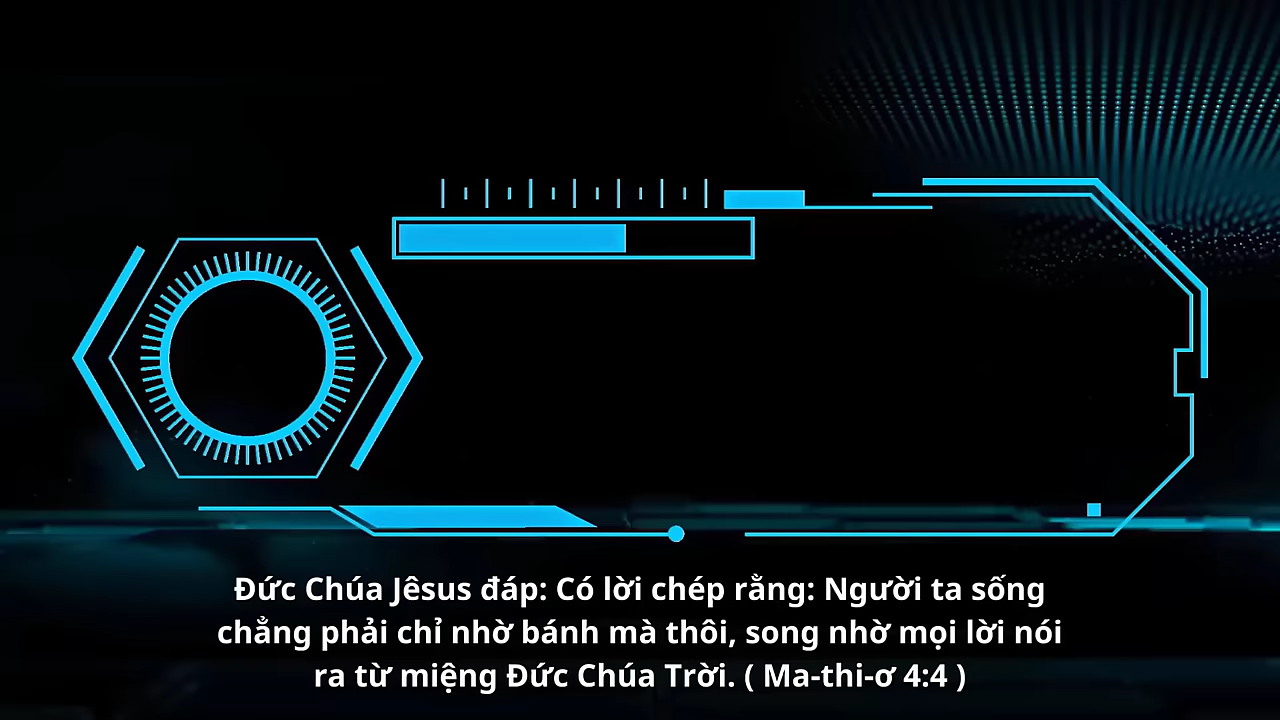 Đức Chúa Jêsus đáp: Có lời chép rằng: Người ta sống
chẳng phải chỉ nhờ bánh mà thôi, song nhờ mọi lời nói
ra từ miệng Đức Chúa Trời. ( Ma-thi-ơ 4:4 )